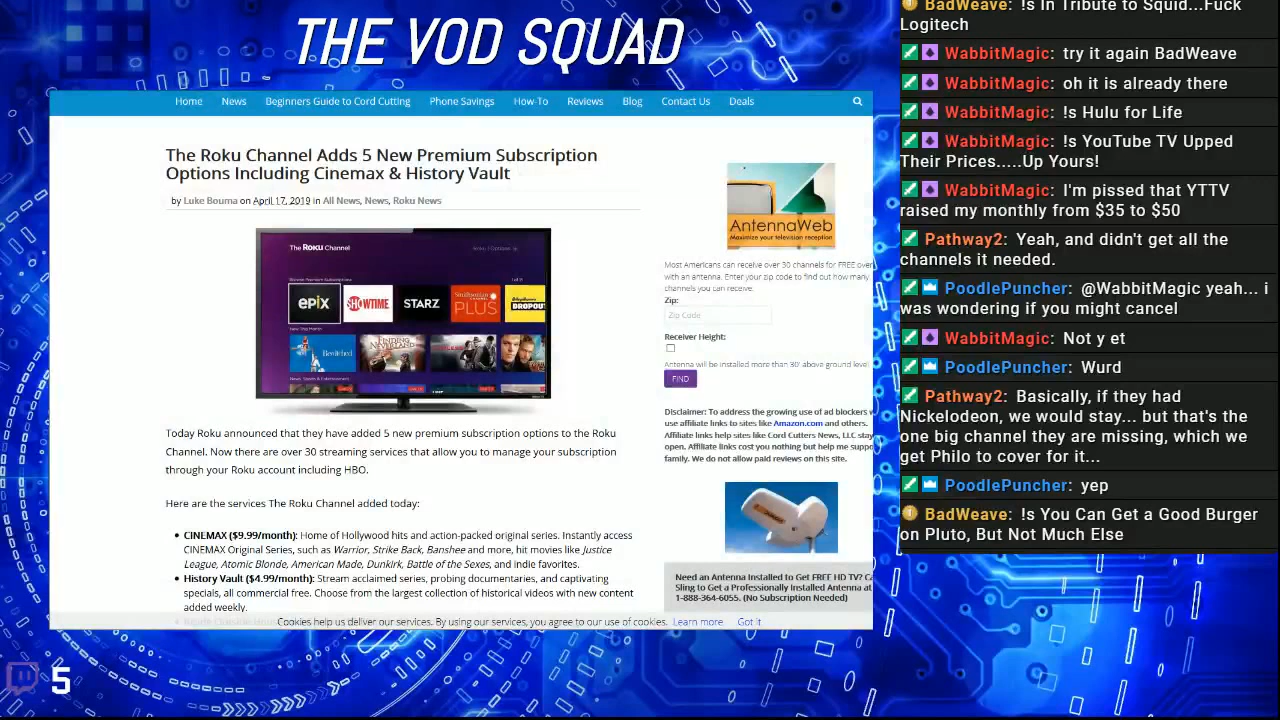 THE VOD SQUAD
Home News Beginners Guide to Cord Cutting Phone Savings How-To Reviews Blog Contact Us Deals
The Roku Channel Adds 5 New Premium Subscription
Options Including Cinemax & History Vault
by Luke Bouma on April 17, 2019 in All News, News, Roku News
The Roku Channel
epix
SHOWTIME
STARZ
Smithsonian
PLUS
DROPOUT
Bewitched
FINDING
NEVERLAND
Today Roku announced that they have added 5 new premium subscription options to the Roku
Channel. Now there are over 30 streaming services that allow you to manage your subscription
through your Roku account including HBO.
Here are the services The Roku Channel added today:
• CINEMAX ($9.99/month): Home of Hollywood hits and action-packed original series. Instantly access
CINEMAX Original Series, such as Warrior, Strike Back, Banshee and more, hit movies like Justice
League, Atomic Blonde, American Made, Dunkirk, Battle of the Sexes, and indie favorites.
• History Vault ($4.99/month): Stream acclaimed series, probing documentaries, and captivating
specials, all commercial free. Choose from the largest collection of historical videos with new content
added weekly.
Cookies help us deliver our services. By using our services, you agree to our use of cookies. Learn more Got it
AntennaWeb
Maximize your television reception
Most Americans can receive over 30 channels for FREE over
with an antenna. Enter your zip code to find out how many
channels you can receive.
Zip:
Zip Code
Receiver Height:
Antenna will be installed more than 30' above ground level
FIND
Disclaimer: To address the growing use of ad blockers w
use affiliate links to sites like Amazon.com and others.
Affiliate links help sites like Cord Cutters News, LLC stay
open. Affiliate links cost you nothing but help me suppo
family. We do not allow paid reviews on this site.
Need an Antenna Installed to Get FREE HD TV? Ca
Sling to Get a Professionally Installed Antenna at
1-888-364-6055. (No Subscription Needed)
5
BadWeave: !s In Tribute to Squid...Fuck
Logitech
WabbitMagic: try it again BadWeave
WabbitMagic: oh it is already there
WabbitMagic: !s Hulu for Life
WabbitMagic: !s YouTube TV Upped
Their Prices.....Up Yours!
WabbitMagic: I'm pissed that YTTV
raised my monthly from $35 to $50
Pathway2: Yeah, and didn't get all the
channels it needed.
PoodlePuncher: @WabbitMagic yeah... i
was wondering if you might cancel
WabbitMagic: Not y et
PoodlePuncher: Wurd
Pathway2: Basically, if they had
Nickelodeon, we would stay... but that's the
one big channel they are missing, which we
get Philo to cover for it...
PoodlePuncher: yep
BadWeave: !s You Can Get a Good Burger
on Pluto, But Not Much Else